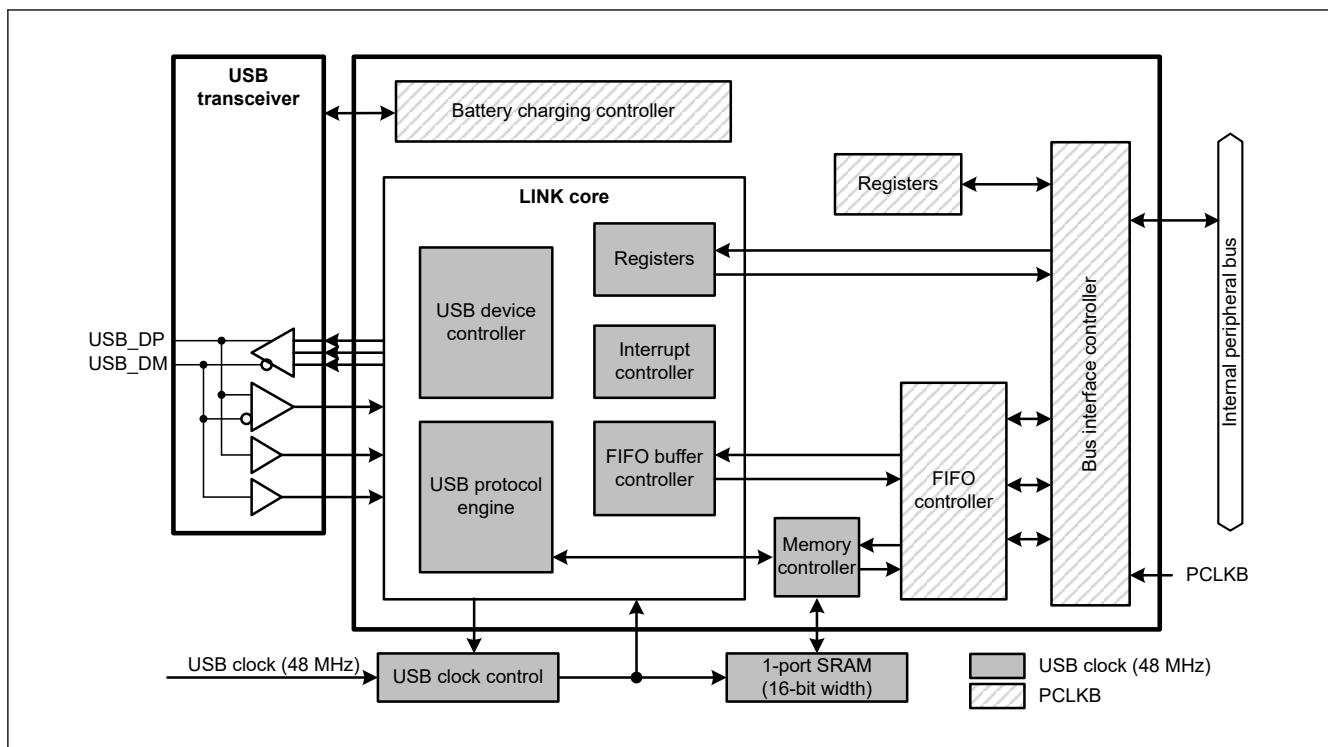 USB
transceiver
Battery charging controller
Registers
LINK core
Registers
USB device
controller
Interrupt
controller
USB_DP
USB_DM
FIFO buffer
controller
USB protocol
engine
FIFO
controller
Memory
controller
Bus interface controller
Internal peripheral bus
PCLKB
USB clock (48 MHz)
USB clock control
1-port SRAM
(16-bit width)
USB clock (48 MHz)
PCLKB